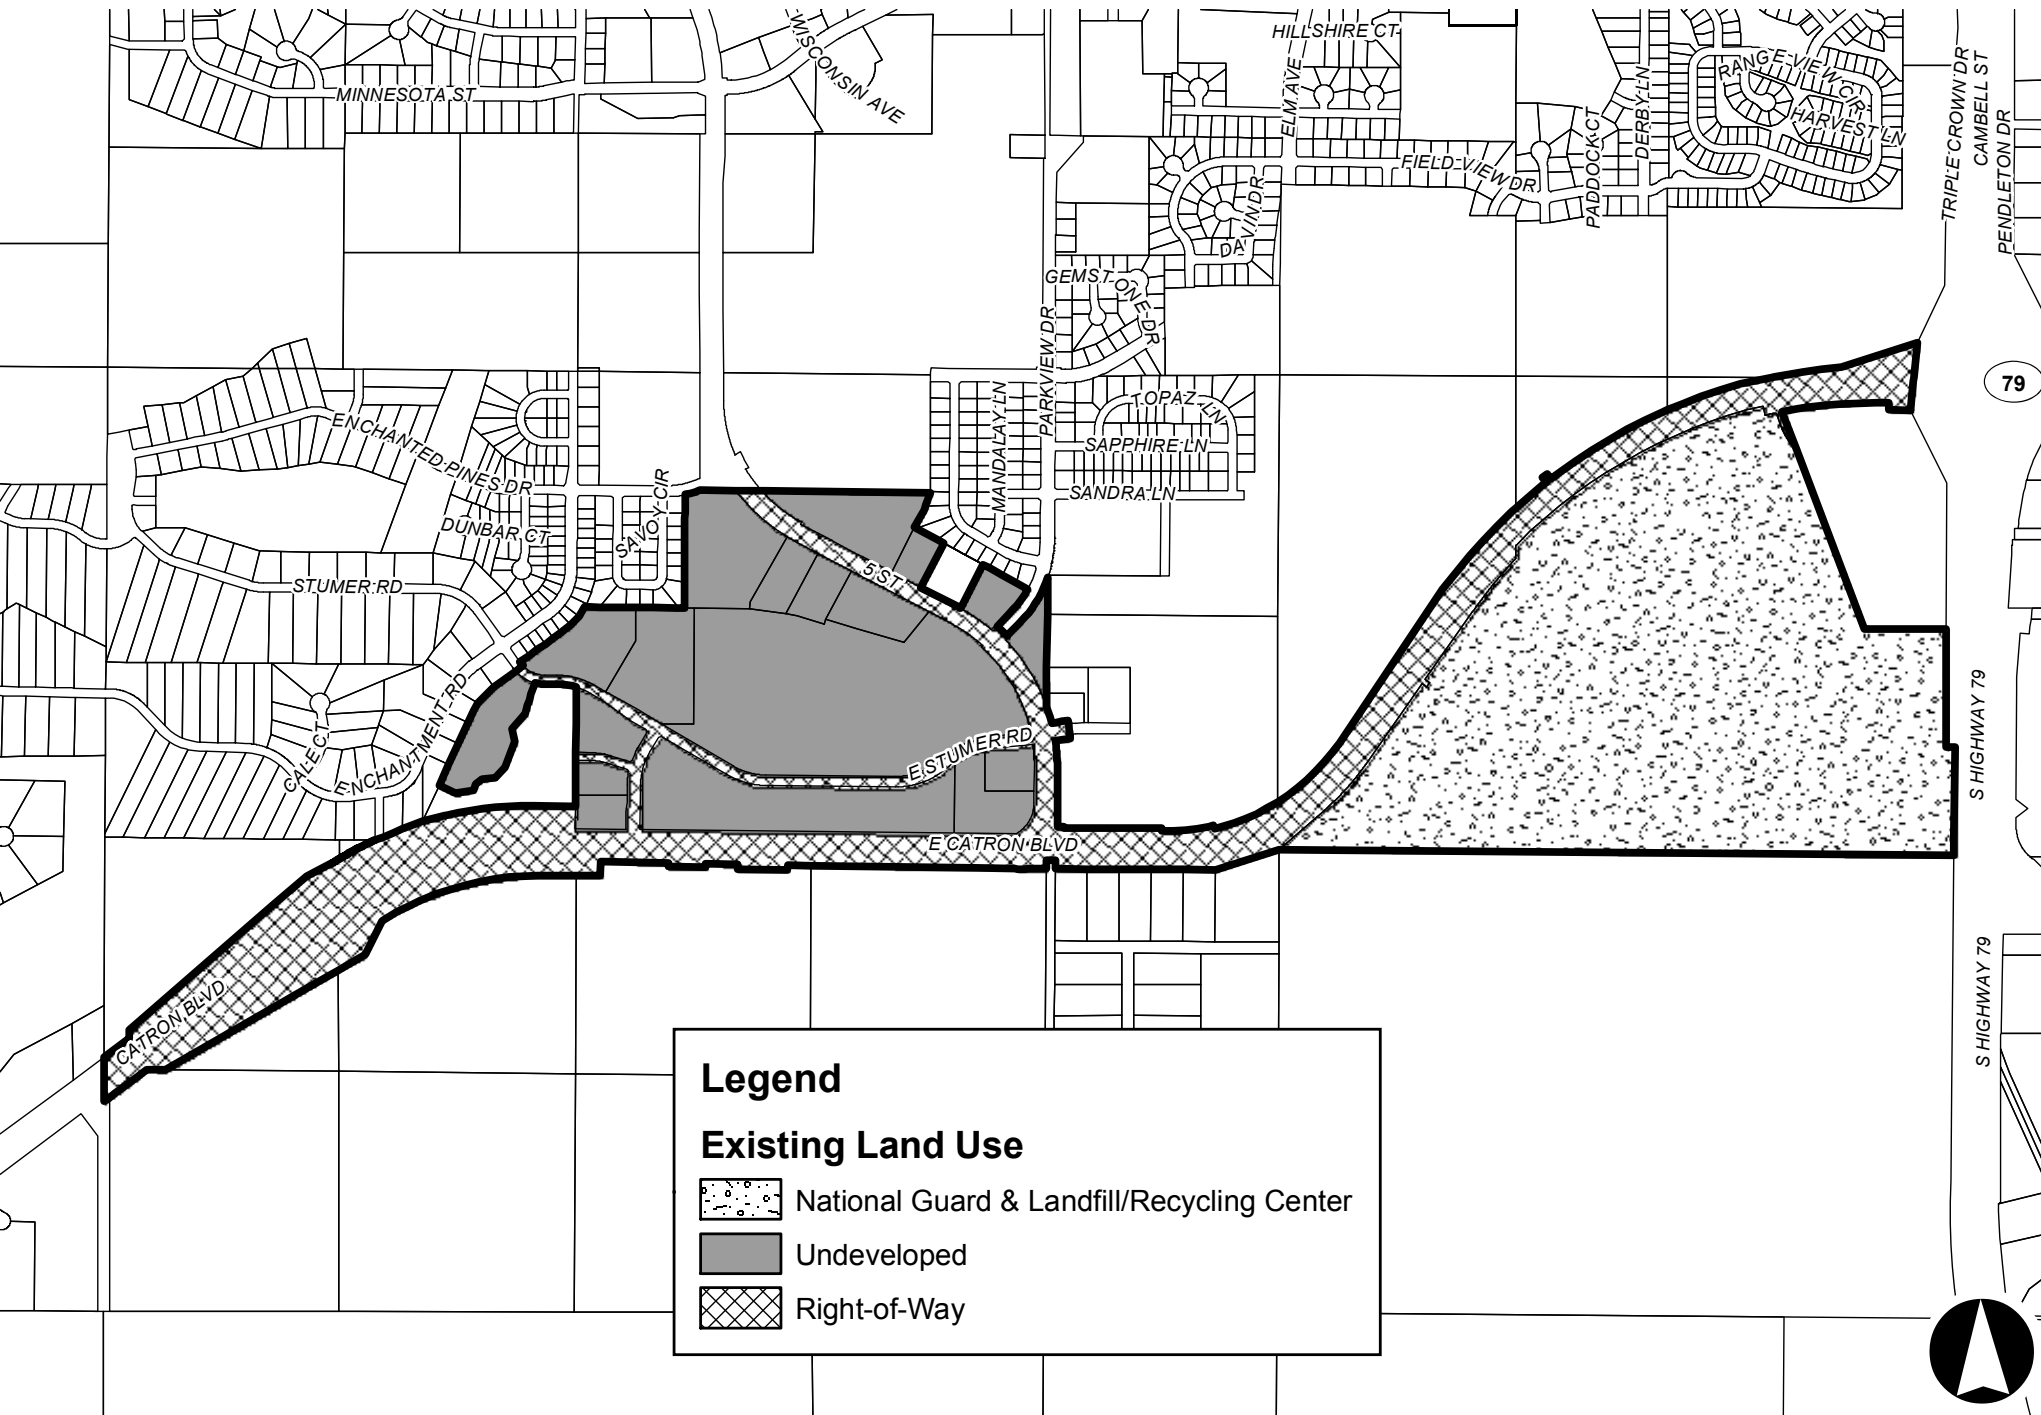 WISCONSIN AVE
HILLSHIRE CT
MINNESOTA ST
ELM AVE
RANGE VIEW CIR
HARVEST LN
DERBY LN
PADDOCK CT
FIELD VIEW DR
TRIPLE CROWN DR
CAMBELL ST
PENDLETON DR
DAVIN DR
GEMSTONE DR
PARKVIEW DR
79
MANDALAY LN
TOPAZ LN
SAPPHIRE LN
SANDRA LN
ENCHANTED PINES DR
DUNBAR CT
SAVOY CIR
STUMER RD
5 ST
ENCHANTMENT RD
CALE CT
E STUMER RD
S HIGHWAY 79
E CATRON BLVD
CATRON BLVD
S HIGHWAY 79
Legend
Existing Land Use
National Guard & Landfill/Recycling Center
Undeveloped
Right-of-Way